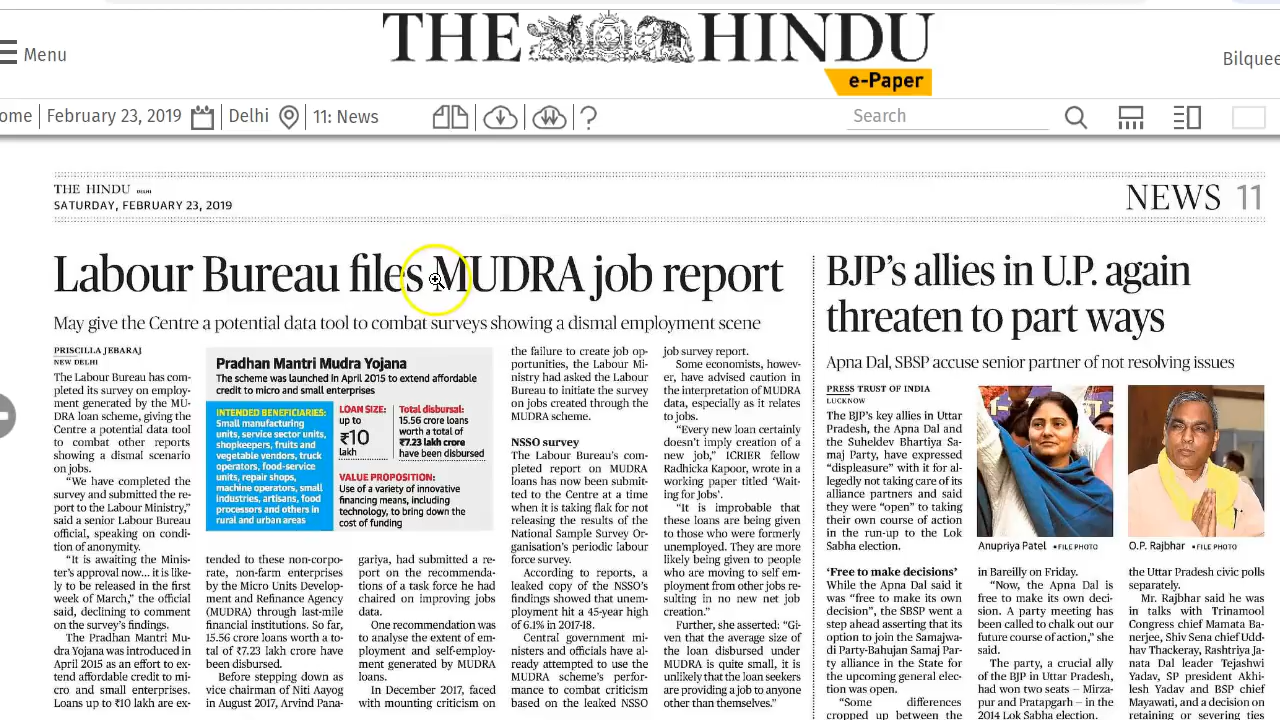 THE HINDU
e-Paper
Menu
Bilquee
ome
February 23, 2019
Delhi
11: News
?
Search
THE HINDU DELHI
SATURDAY, FEBRUARY 23, 2019
NEWS 11
Labour Bureau files MUDRA job report
May give the Centre a potential data tool to combat surveys showing a dismal employment scene
PRISCILLA JEBARAJ
NEW DELHI
The Labour Bureau has com-
pleted its survey on employ-
ment generated by the MU-
DRA loan scheme, giving the
Centre a potential data tool
to combat other reports
showing a dismal scenario
on jobs.
“We have completed the
survey and submitted the re-
port to the Labour Ministry,”
said a senior Labour Bureau
official, speaking on condi-
tion of anonymity.
“It is awaiting the Minis-
ter’s approval now... it is like-
ly to be released in the first
week of March,” the official
said, declining to comment
on the survey’s findings.
The Pradhan Mantri Mu-
dra Yojana was introduced in
April 2015 as an effort to ex-
tend affordable credit to mi-
cro and small enterprises.
Loans up to ₹10 lakh are ex-
Pradhan Mantri Mudra Yojana
The scheme was launched in April 2015 to extend affordable
credit to micro and small enterprises
INTENDED BENEFICIARIES:
Small manufacturing
units, service sector units,
shopkeepers, fruits and
vegetable vendors, truck
operators, food-service
units, repair shops,
machine operators, small
industries, artisans, food
processors and others in
rural and urban areas
LOAN SIZE:
up to
₹10
lakh
Total disbursal:
15.56 crore loans
worth a total of
₹7.23 lakh crore
have been disbursed
VALUE PROPOSITION:
Use of a variety of innovative
financing means, including
technology, to bring down the
cost of funding
tended to these non-corpo-
rate, non-farm enterprises
by the Micro Units Develop-
ment and Refinance Agency
(MUDRA) through last-mile
financial institutions. So far,
15.56 crore loans worth a to-
tal of ₹7.23 lakh crore have
been disbursed.
Before stepping down as
vice chairman of Niti Aayog
in August 2017, Arvind Pana-
gariya, had submitted a re-
port on the recommenda-
tions of a task force he had
chaired on improving jobs
data.
One recommendation was
to analyse the extent of em-
ployment and self-employ-
ment generated by MUDRA
loans.
In December 2017, faced
with mounting criticism on
the failure to create job op-
portunities, the Labour Mi-
nistry had asked the Labour
Bureau to initiate the survey
on jobs created through the
MUDRA scheme.
NSSO survey
The Labour Bureau’s com-
pleted report on MUDRA
loans has now been submit-
ted to the Centre at a time
when it is taking flak for not
releasing the results of the
National Sample Survey Or-
ganisation’s periodic labour
force survey.
According to reports, a
leaked copy of the NSSO’s
findings showed that unem-
ployment hit a 45-year high
of 6.1% in 2017-18.
Central government mi-
nisters and officials have al-
ready attempted to use the
MUDRA scheme’s perfor-
mance to combat criticism
based on the leaked NSSO
job survey report.
Some economists, howev-
er, have advised caution in
the interpretation of MUDRA
data, especially as it relates
to jobs.
“Every new loan certainly
doesn’t imply creation of a
new job,” ICRIER fellow
Radhicka Kapoor, wrote in a
working paper titled ‘Wait-
ing for Jobs’.
“It is improbable that
these loans are being given
to those who were formerly
unemployed. They are more
likely being given to people
who are moving to self em-
ployment from other jobs re-
sulting in no new net job
creation.”
Further, she asserted: “Gi-
ven that the average size of
the loan disbursed under
MUDRA is quite small, it is
unlikely that the loan seekers
are providing a job to anyone
other than themselves.”
BJP’s allies in U.P. again
threaten to part ways
Apna Dal, SBSP accuse senior partner of not resolving issues
PRESS TRUST OF INDIA
LUCKNOW
The BJP’s key allies in Uttar
Pradesh, the Apna Dal and
the Suheldev Bhartiya Sa-
maj Party, have expressed
“displeasure” with it for al-
legedly not taking care of its
alliance partners and said
they were “open” to taking
their own course of action
in the run-up to the Lok
Sabha election.
‘Free to make decisions’
While the Apna Dal said it
was “free to make its own
decision”, the SBSP went a
step ahead asserting that its
option to join the Samajwa-
di Party-Bahujan Samaj Par-
ty alliance in the State for
the upcoming general elec-
tion was open.
“Some differences
cropped up between the
Anupriya Patel •FILE PHOTO
O.P. Rajbhar •FILE PHOTO
in Bareilly on Friday.
“Now, the Apna Dal is
free to make its own deci-
sion. A party meeting has
been called to chalk out our
future course of action,” she
said.
The party, a crucial ally
of the BJP in Uttar Pradesh,
had won two seats – Mirza-
pur and Pratapgarh – in the
2014 Lok Sabha election.
the Uttar Pradesh civic polls
separately.
Mr. Rajbhar said he was
in talks with Trinamool
Congress chief Mamata Ba-
nerjee, Shiv Sena chief Udd-
hav Thackeray, Rashtriya Ja-
nata Dal leader Tejashwi
Yadav, SP president Akhi-
lesh Yadav and BSP chief
Mayawati, and a decision on
retaining or severing ties